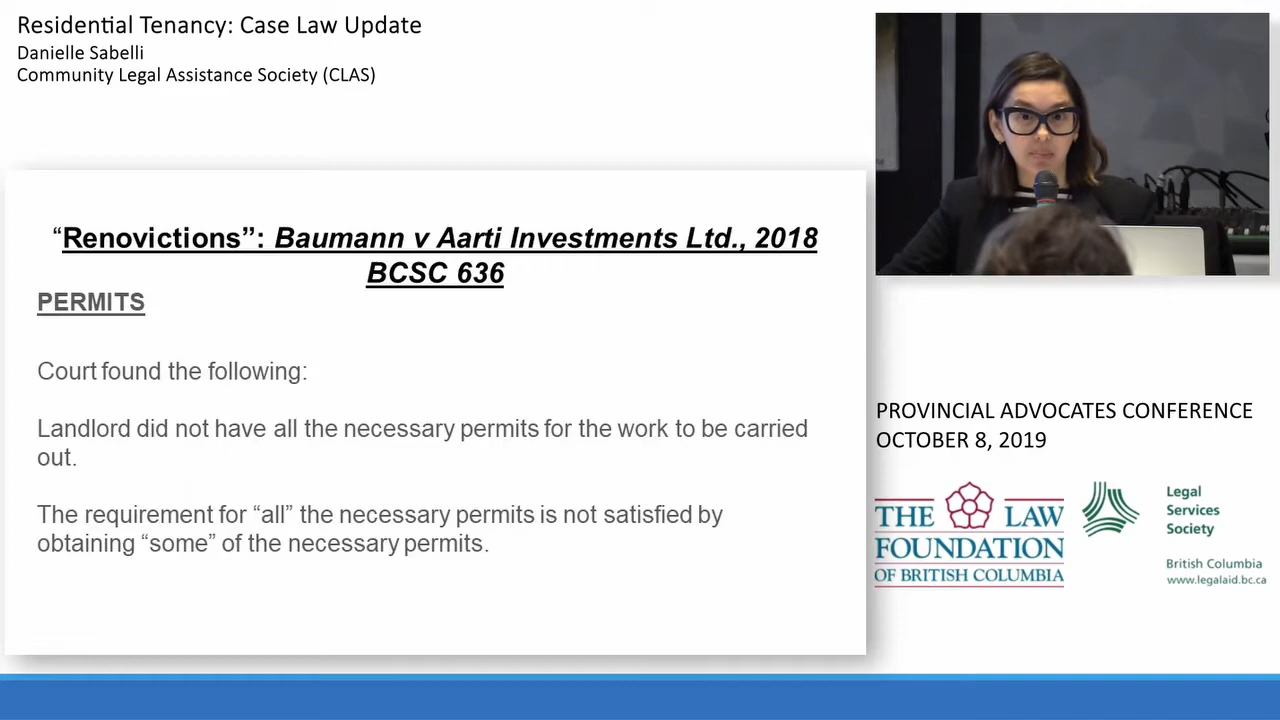 Residential Tenancy: Case Law Update
Danielle Sabelli
Community Legal Assistance Society (CLAS)
“Renovictions”: Baumann v Aarti Investments Ltd., 2018
BCSC 636
PERMITS
Court found the following:
Landlord did not have all the necessary permits for the work to be carried
out.
The requirement for “all” the necessary permits is not satisfied by
obtaining “some” of the necessary permits.
PROVINCIAL ADVOCATES CONFERENCE
OCTOBER 8, 2019
THE LAW
FOUNDATION
OF BRITISH COLUMBIA
Legal
Services
Society
British Columbia
www.legalaid.bc.ca